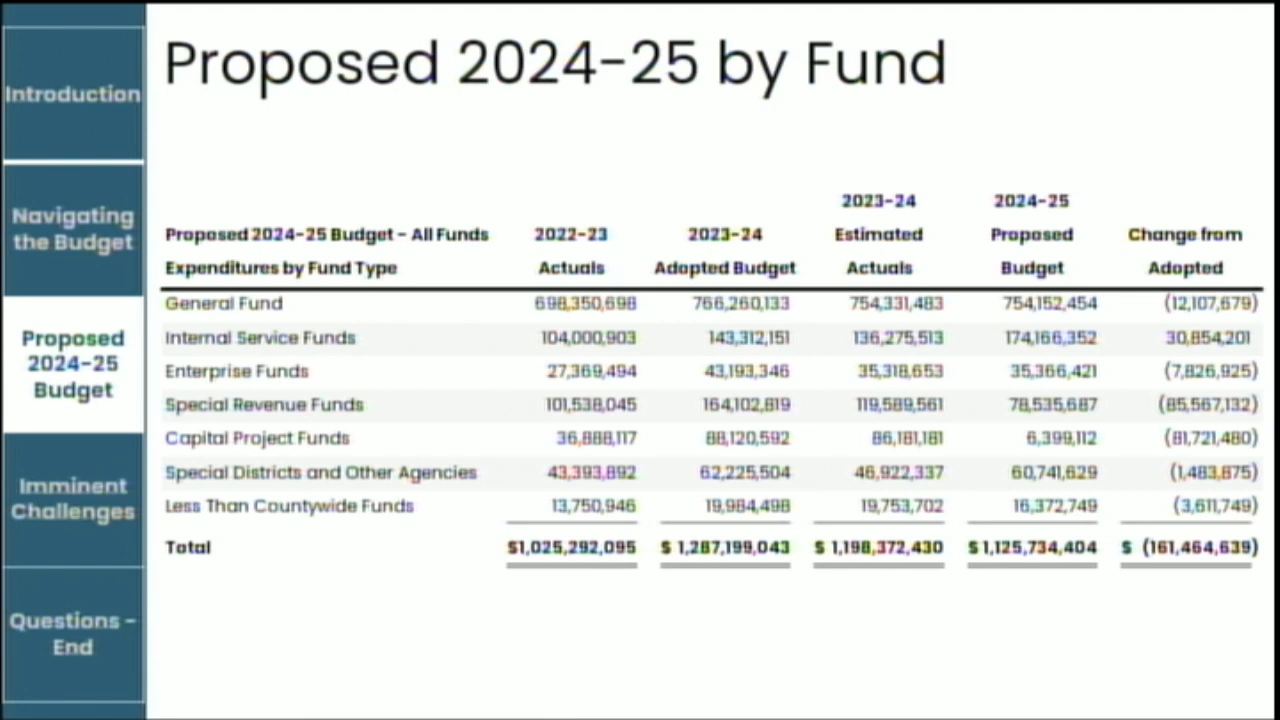 Introduction
Navigating
the Budget
Proposed
2024-25
Budget
Imminent
Challenges
Questions -
End
Proposed 2024-25 by Fund
2023-24 2024-25
Proposed 2024-25 Budget - All Funds 2022-23 2023-24 Estimated Proposed Change from
Expenditures by Fund Type Actuals Adopted Budget Actuals Budget Adopted
General Fund 698,350,698 766,260,133 754,331,483 754,152,454 (12,107,679)
Internal Service Funds 104,000,903 143,312,151 136,275,513 174,166,352 30,854,201
Enterprise Funds 27,369,494 43,193,346 35,318,653 35,366,421 (7,826,925)
Special Revenue Funds 101,538,045 164,102,819 119,589,561 78,535,687 (85,567,132)
Capital Project Funds 36,888,117 88,120,592 86,181,181 6,399,112 (81,721,480)
Special Districts and Other Agencies 43,393,892 62,225,504 46,922,337 60,741,629 (1,483,875)
Less Than Countywide Funds 13,750,946 19,984,498 19,753,702 16,372,749 (3,611,749)
Total $1,025,292,095 $ 1,287,199,043 $ 1,198,372,430 $ 1,125,734,404 $ (161,464,639)